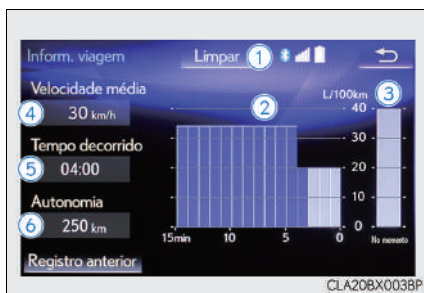 Inform. viagem
Limpar
1
L/100km
3
Velocidade média
4
30 km/h
Tempo decorrido
5
04:00
Autonomia
6
250 km
Registro anterior
2
40
30
20
10
0
15min 10 5 0
No momento
CLA20BX003BP